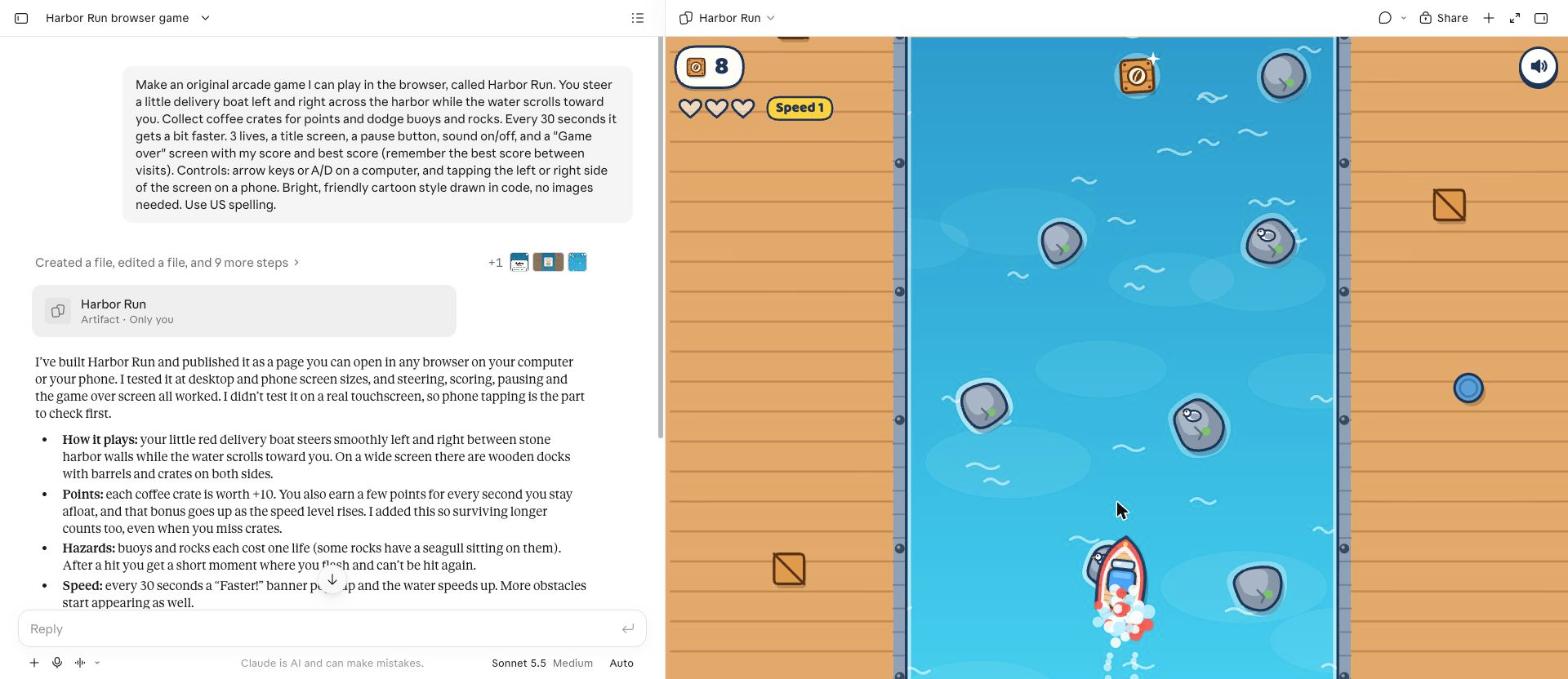 Harbor Run browser game
Make an original arcade game I can play in the browser, called Harbor Run. You steer
a little delivery boat left and right across the harbor while the water scrolls toward
you. Collect coffee crates for points and dodge buoys and rocks. Every 30 seconds it
gets a bit faster. 3 lives, a title screen, a pause button, sound on/off, and a "Game
over" screen with my score and best score (remember the best score between
visits). Controls: arrow keys or A/D on a computer, and tapping the left or right side
of the screen on a phone. Bright, friendly cartoon style drawn in code, no images
needed. Use US spelling.
Created a file, edited a file, and 9 more steps
+1
Harbor Run
Artifact • Only you
I've built Harbor Run and published it as a page you can open in any browser on your computer
or your phone. I tested it at desktop and phone screen sizes, and steering, scoring, pausing and
the game over screen all worked. I didn't test it on a real touchscreen, so phone tapping is the part
to check first.
• How it plays: your little red delivery boat steers smoothly left and right between stone
harbor walls while the water scrolls toward you. On a wide screen there are wooden docks
with barrels and crates on both sides.
• Points: each coffee crate is worth +10. You also earn a few points for every second you stay
afloat, and that bonus goes up as the speed level rises. I added this so surviving longer
counts too, even when you miss crates.
• Hazards: buoys and rocks each cost one life (some rocks have a seagull sitting on them).
After a hit you get a short moment where you flash and can't be hit again.
• Speed: every 30 seconds a “Faster!” banner up and the water speeds up. More obstacles
start appearing as well.
Reply
Claude is AI and can make mistakes.
Sonnet 5.5 Medium
Auto
Harbor Run
Share
8
Speed 1